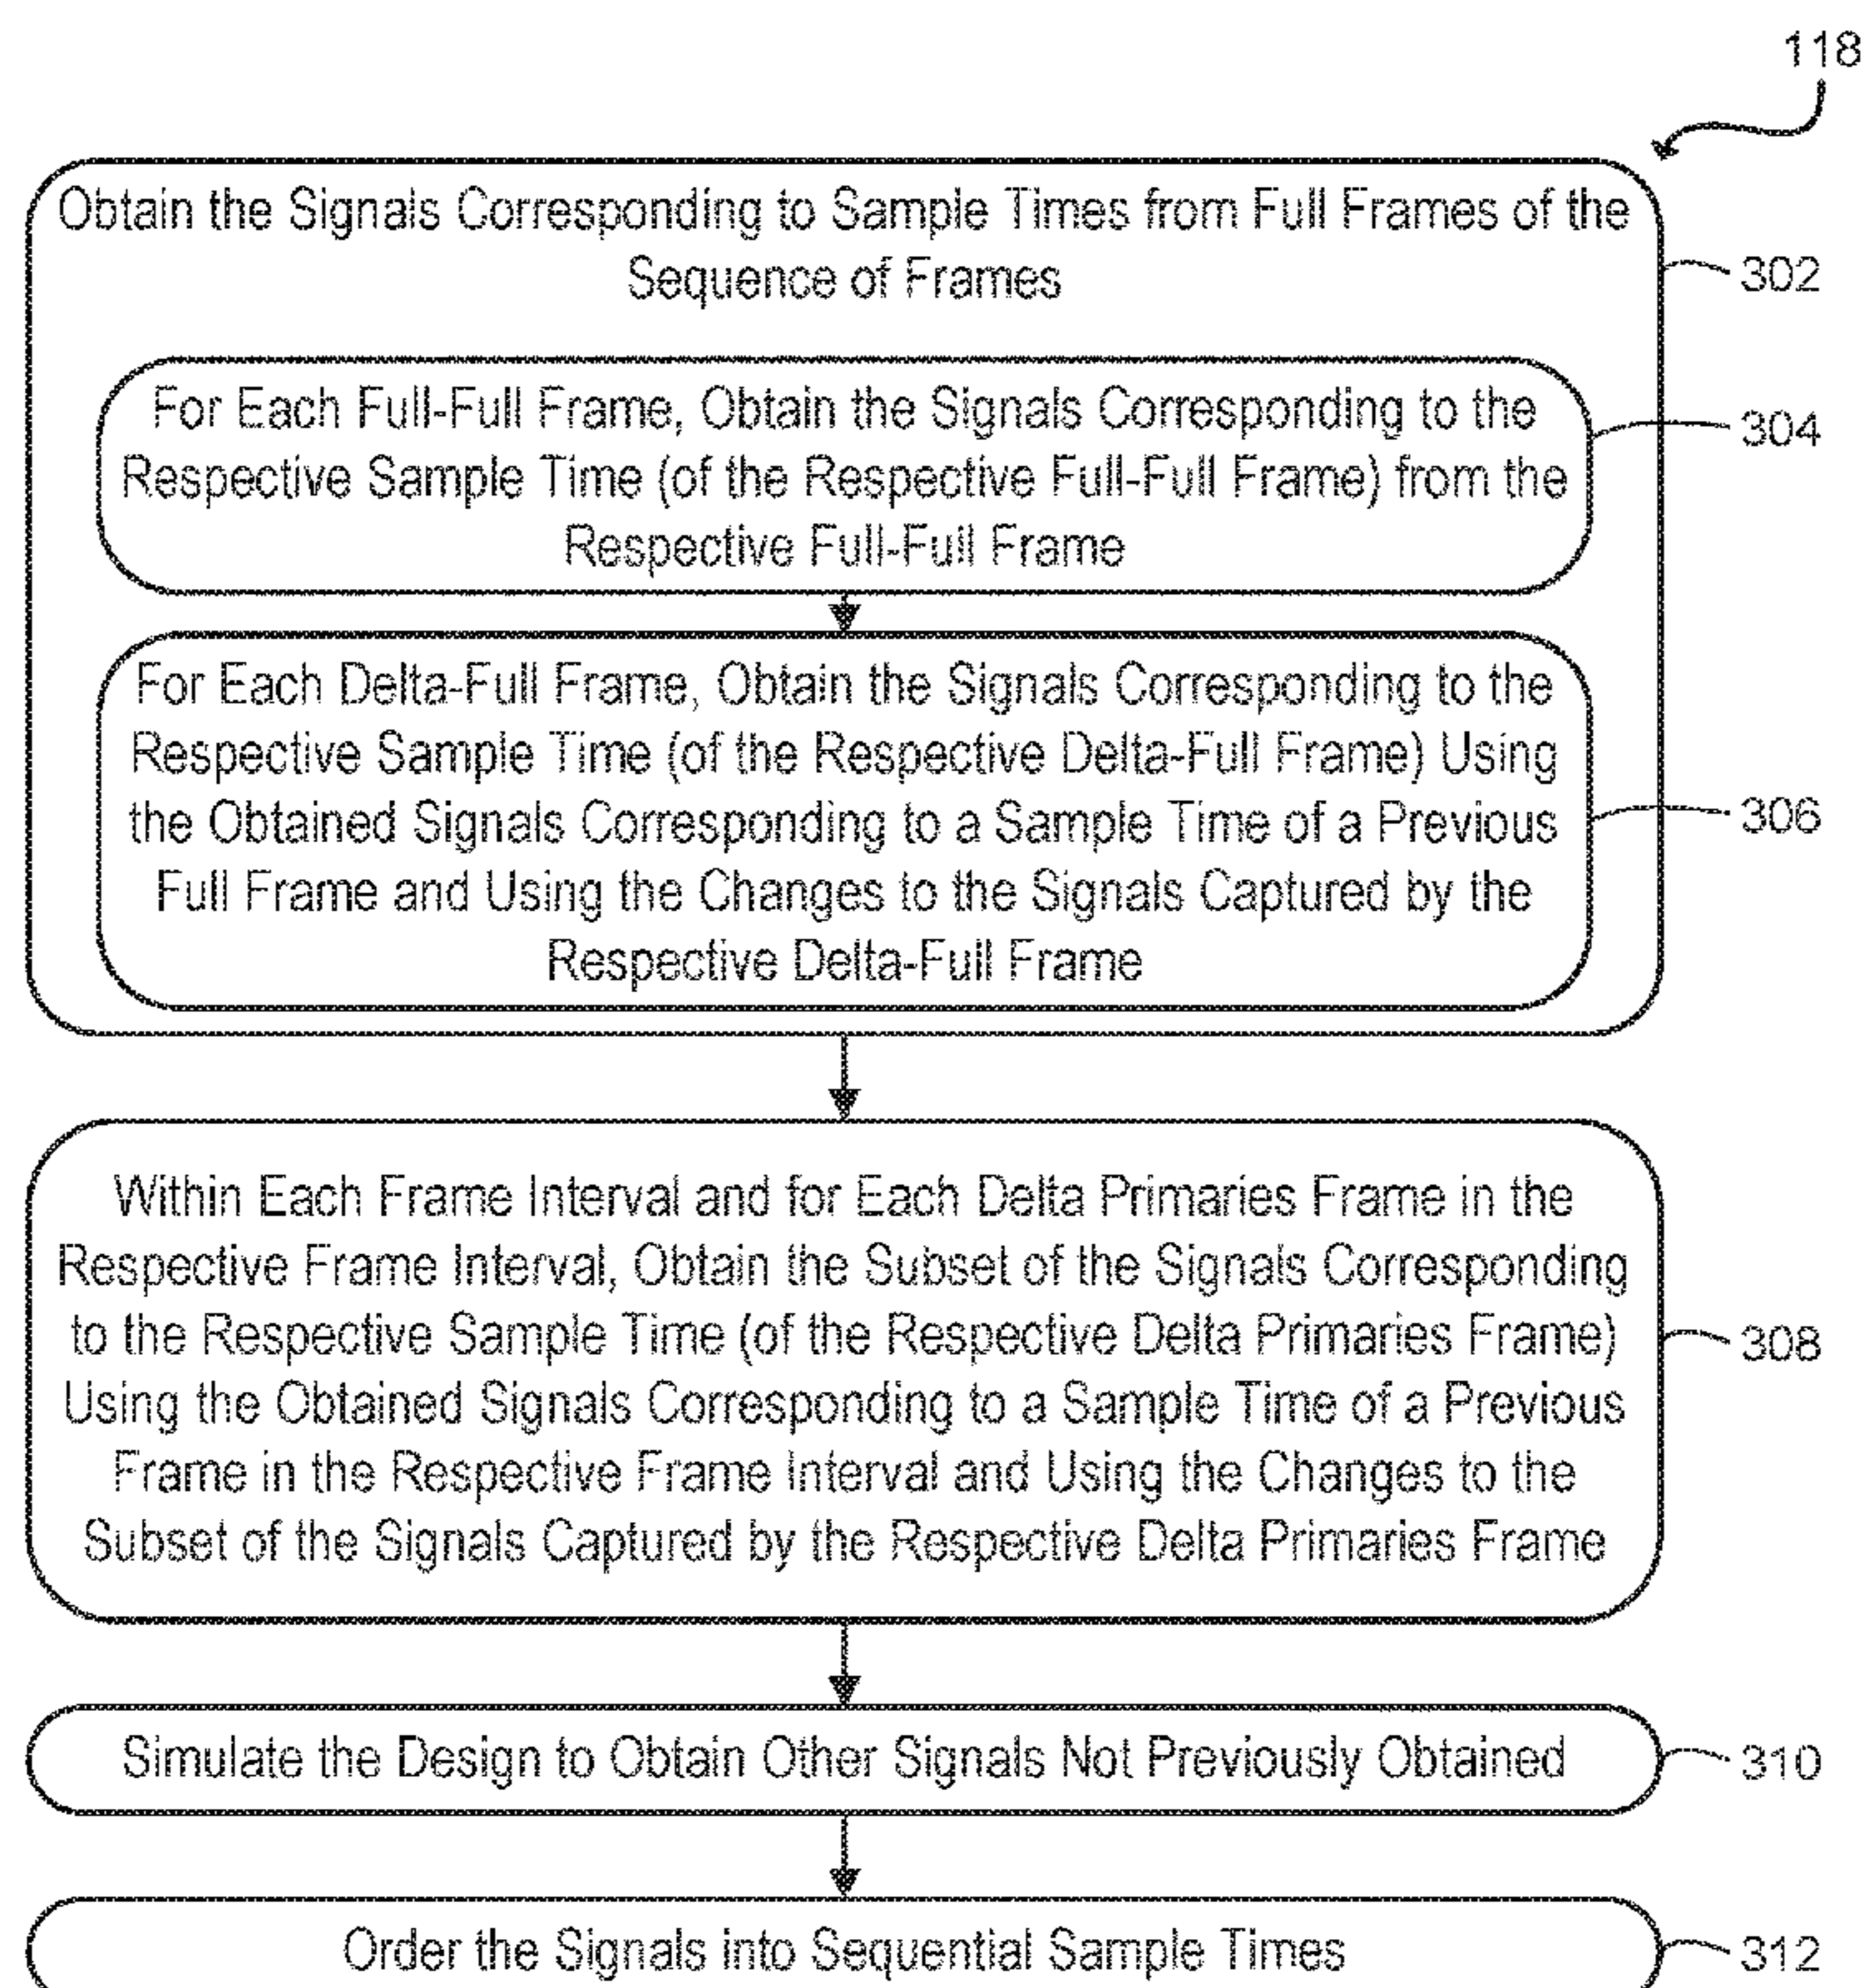 118
Obtain the Signals Corresponding to Sample Times from Full Frames of the
Sequence of Frames
302
For Each Full-Full Frame, Obtain the Signals Corresponding to the
Respective Sample Time (of the Respective Full-Full Frame) from the
Respective Full-Full Frame
304
For Each Delta-Full Frame, Obtain the Signals Corresponding to the
Respective Sample Time (of the Respective Delta-Full Frame) Using
the Obtained Signals Corresponding to a Sample Time of a Previous
Full Frame and Using the Changes to the Signals Captured by the
Respective Delta-Full Frame
306
Within Each Frame Interval and for Each Delta Primaries Frame in the
Respective Frame Interval, Obtain the Subset of the Signals Corresponding
to the Respective Sample Time (of the Respective Delta Primaries Frame)
Using the Obtained Signals Corresponding to a Sample Time of a Previous
Frame in the Respective Frame Interval and Using the Changes to the
Subset of the Signals Captured by the Respective Delta Primaries Frame
308
Simulate the Design to Obtain Other Signals Not Previously Obtained
310
Order the Signals into Sequential Sample Times
312